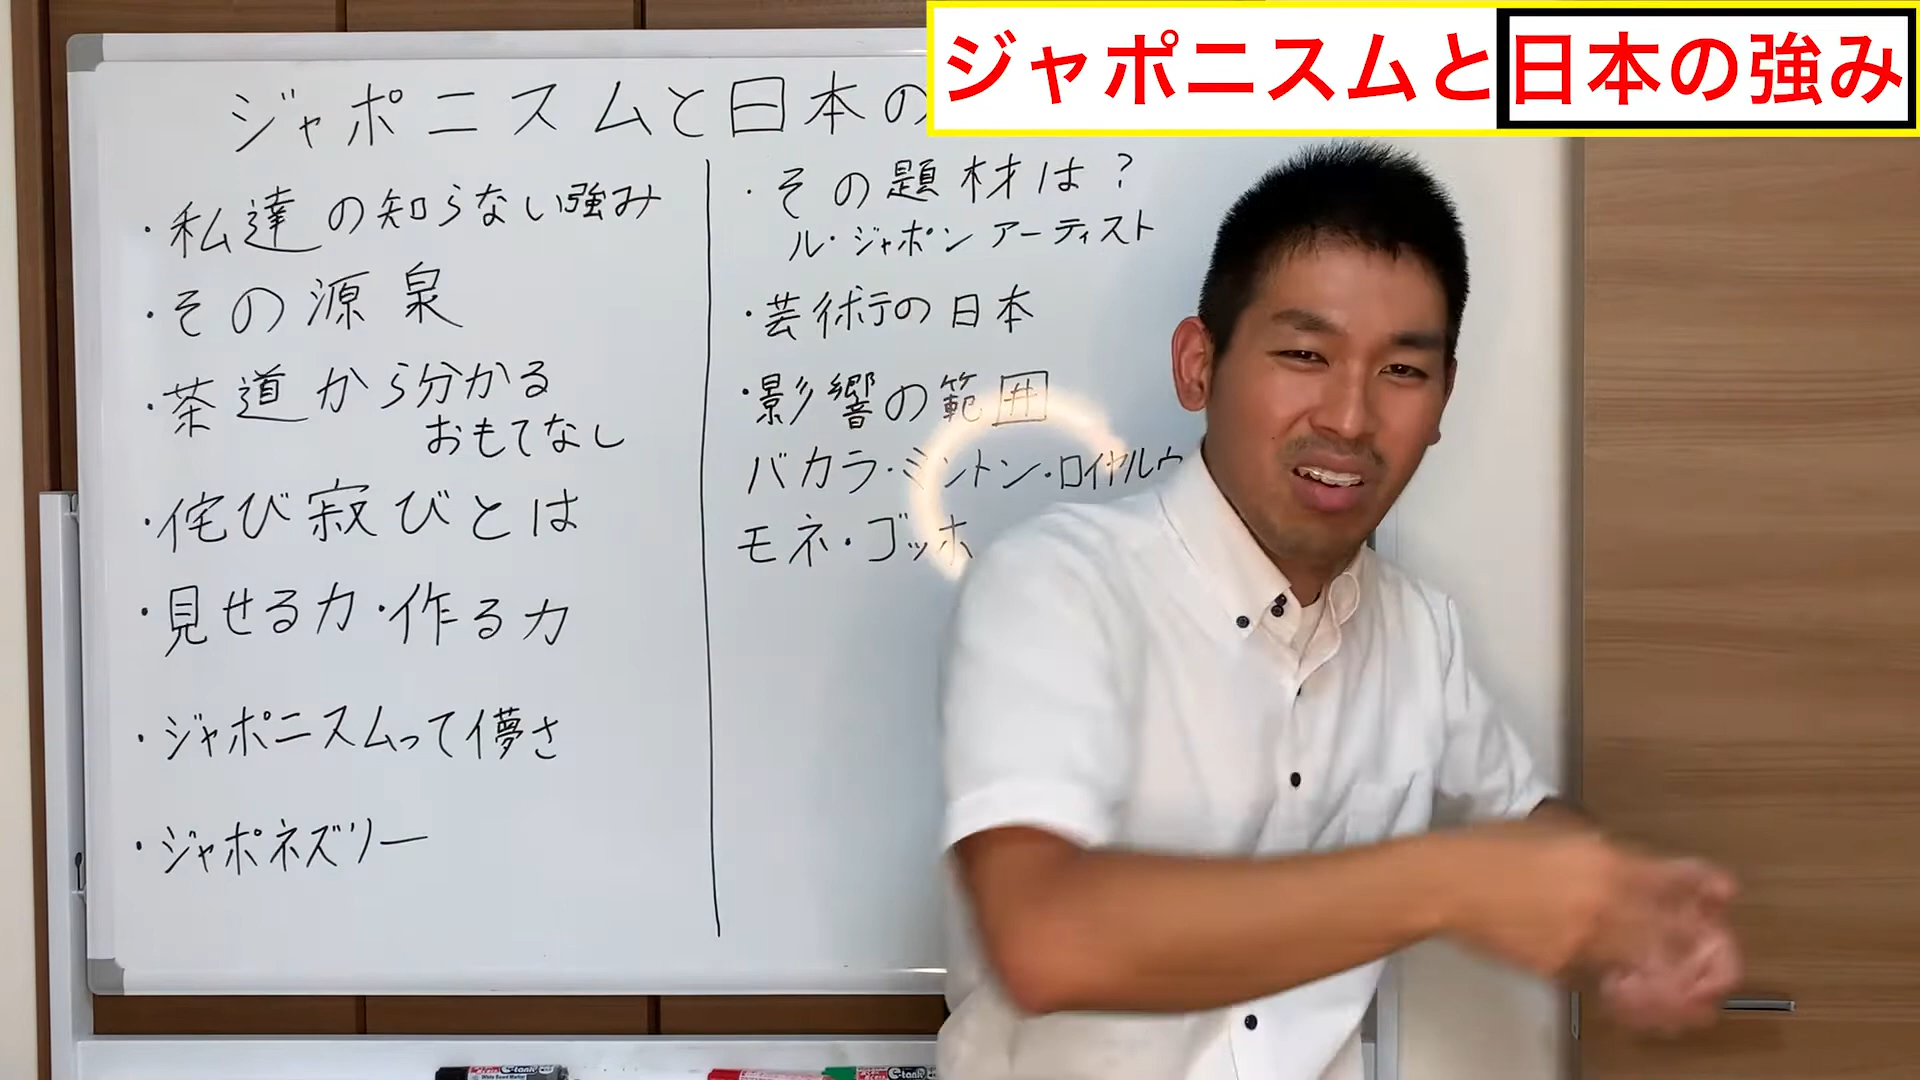 ジャポニスムと日本の強み
ジャポニスムと日本の
・私達の知らない強み
・その源泉
・茶道から分かる
おもてなし
・侘び寂びとは
・見せる力・作る力
・ジャポニスムって儚さ
・ジャポネズリー
・その題材は?
ル・ジャポンアーティスト
・芸術の日本
・影響の範囲
バカラ・ミントン・ロイヤルウ
モネ・ゴッホ
e-tank
White Board Marker
e-tank
e-tank